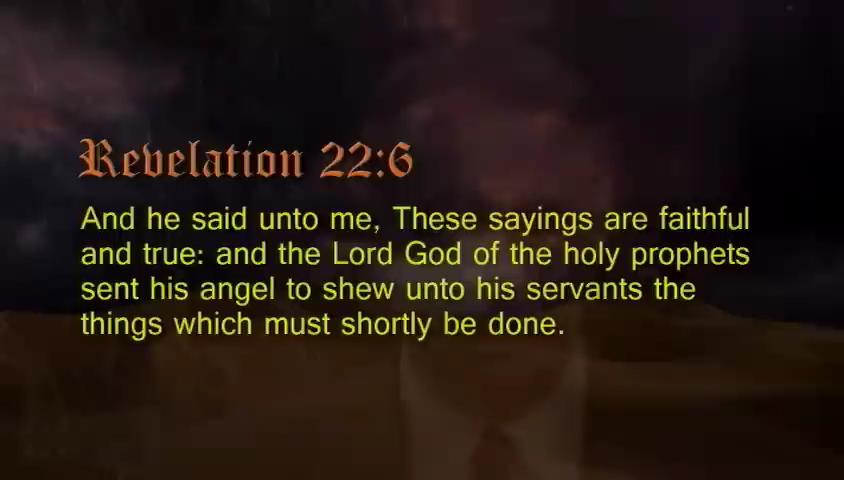 Revelation 22:6
And he said unto me, These sayings are faithful
and true: and the Lord God of the holy prophets
sent his angel to shew unto his servants the
things which must shortly be done.